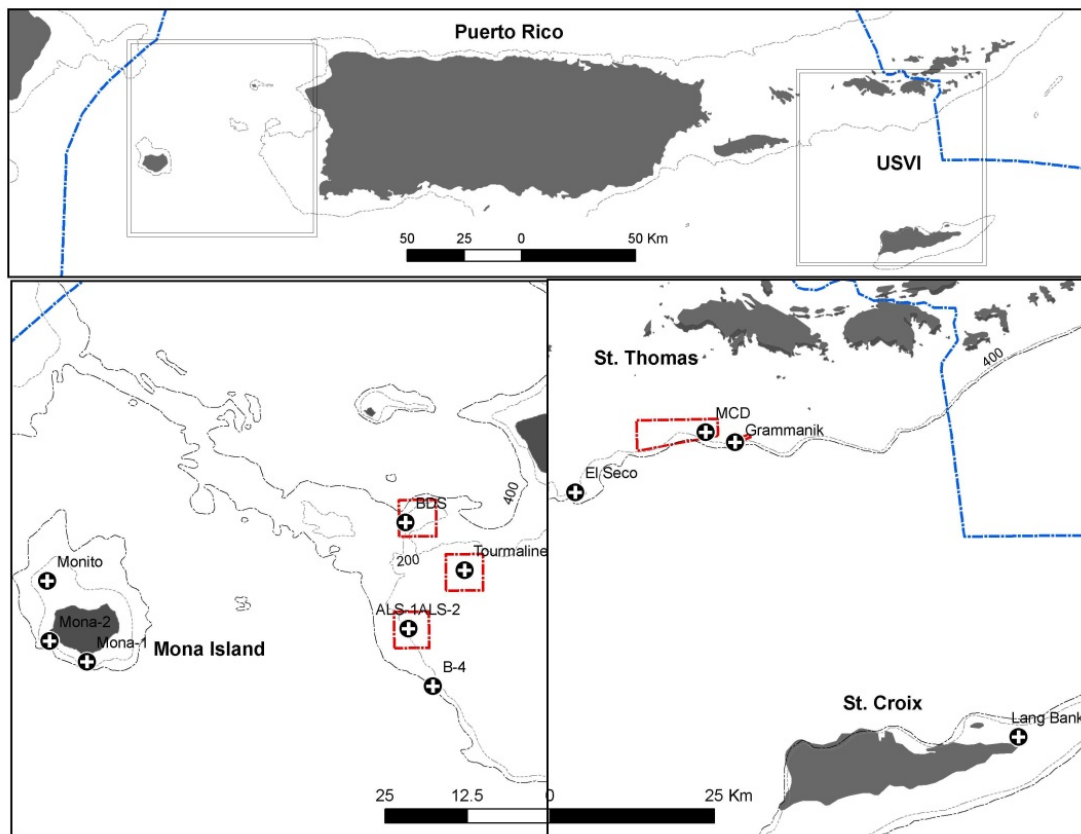 Puerto Rico
USVI
50 25 0 50 Km
St. Thomas
400
MCD
Grammanik
El Seco
400
BDS
200
Tourmaline
Monito
ALS-1ALS-2
Mona-2
Mona-1
Mona Island
B-4
St. Croix
Lang Bank
25 12.5 0 25 Km